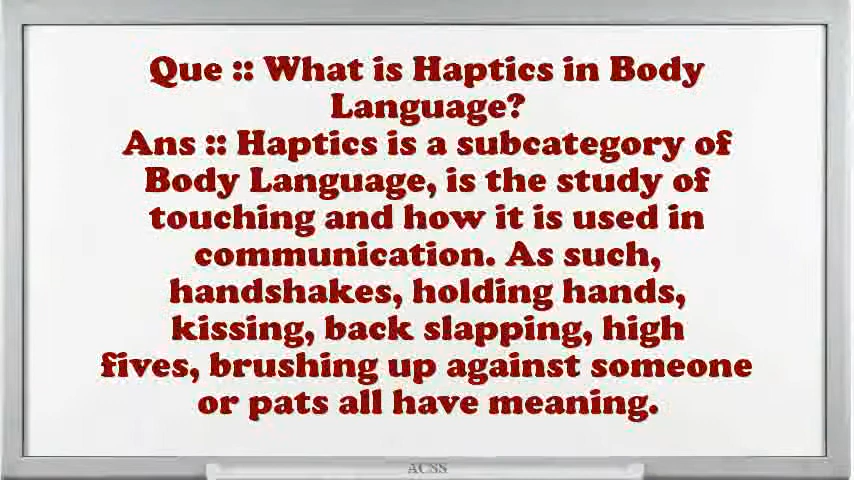 Que :: What is Haptics in Body
Language?
Ans :: Haptics is a subcategory of
Body Language, is the study of
touching and how it is used in
communication. As such,
handshakes, holding hands,
kissing, back slapping, high
fives, brushing up against someone
or pats all have meaning.
ACSS